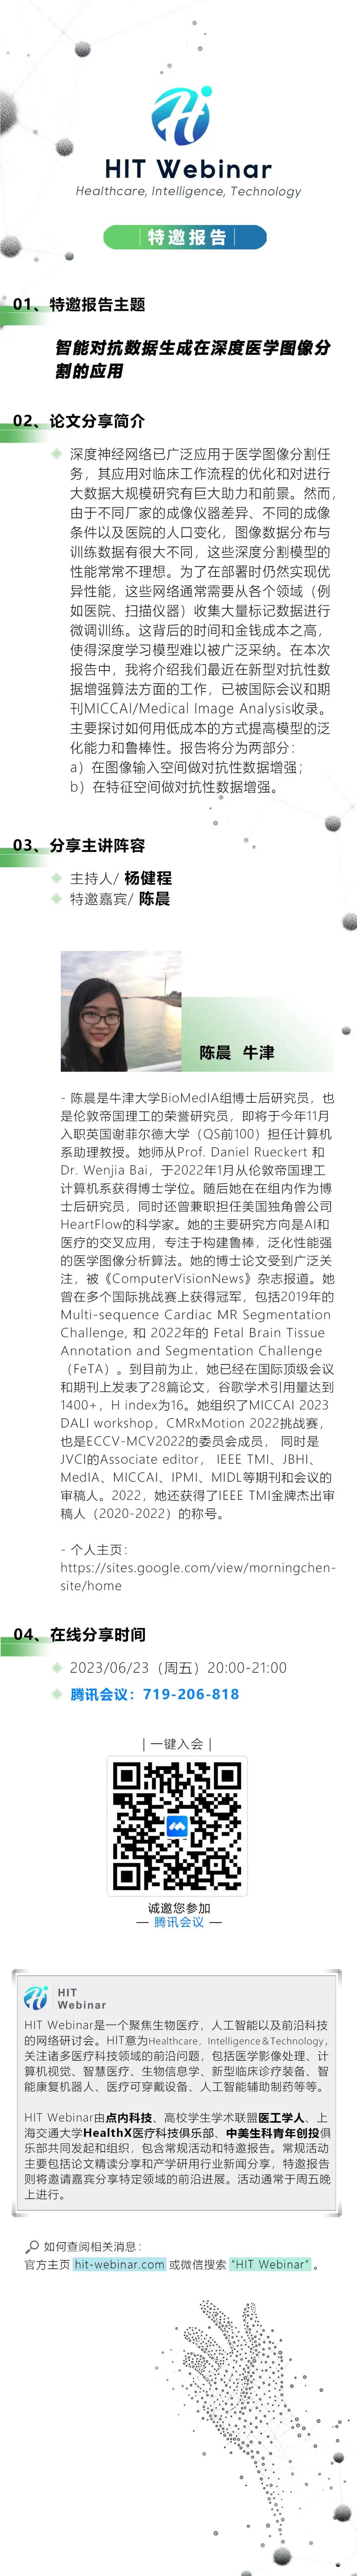 HIT Webinar
Healthcare, Intelligence, Technology
特邀报告
01、特邀报告主题
智能对抗数据生成在深度医学图像分
割的应用
02、论文分享简介
深度神经网络已广泛应用于医学图像分割任
务，其应用对临床工作流程的优化和对进行
大数据大规模研究有巨大助力和前景。然而，
由于不同厂家的成像仪器差异、不同的成像
条件以及医院的人口变化，图像数据分布与
训练数据有很大不同，这些深度分割模型的
性能常常不理想。为了在部署时仍然实现优
异性能，这些网络通常需要从各个领域（例
如医院、扫描仪器）收集大量标记数据进行
微调训练。这背后的时间和金钱成本之高，
使得深度学习模型难以被广泛采纳。在本次
报告中，我将介绍我们最近在新型对抗性数
据增强算法方面的工作，已被国际会议和期
刊MICCAI/Medical Image Analysis收录。
主要探讨如何用低成本的方式提高模型的泛
化能力和鲁棒性。报告将分为两部分：
a）在图像输入空间做对抗性数据增强；
b）在特征空间做对抗性数据增强。
03、分享主讲阵容
主持人/ 杨健程
特邀嘉宾/ 陈晨
陈晨 牛津
- 陈晨是牛津大学BioMedIA组博士后研究员，也
是伦敦帝国理工的荣誉研究员，即将于今年11月
入职英国谢菲尔德大学（QS前100）担任计算机
系助理教授。她师从Prof. Daniel Rueckert 和
Dr. Wenjia Bai，于2022年1月从伦敦帝国理工
计算机系获得博士学位。随后她在在组内作为博
士后研究员，同时还曾兼职担任美国独角兽公司
HeartFlow的科学家。她的主要研究方向是AI和
医疗的交叉应用，专注于构建鲁棒，泛化性能强
的医学图像分析算法。她的博士论文受到广泛关
注，被《ComputerVisionNews》杂志报道。她
曾在多个国际挑战赛上获得冠军，包括2019年的
Multi-sequence Cardiac MR Segmentation
Challenge, 和 2022年的 Fetal Brain Tissue
Annotation and Segmentation Challenge
（FeTA）。到目前为止，她已经在国际顶级会议
和期刊上发表了28篇论文，谷歌学术引用量达到
1400+，H index为16。她组织了MICCAI 2023
DALI workshop，CMRxMotion 2022挑战赛，
也是ECCV-MCV2022的委员会成员， 同时是
JVCI的Associate editor， IEEE TMI、JBHI、
MedIA、MICCAI、IPMI、MIDL等期刊和会议的
审稿人。2022，她还获得了IEEE TMI金牌杰出审
稿人（2020-2022）的称号。
- 个人主页：
https://sites.google.com/view/morningchen-
site/home
04、在线分享时间
2023/06/23（周五）20:00-21:00
腾讯会议：719-206-818
| 一键入会 |
诚邀您参加
— 腾讯会议 —
HIT
Webinar
HIT Webinar是一个聚焦生物医疗，人工智能以及前沿科技
的网络研讨会。HIT意为Healthcare，Intelligence＆Technology，
关注诸多医疗科技领域的前沿问题，包括医学影像处理、计
算机视觉、智慧医疗、生物信息学、新型临床诊疗装备、智
能康复机器人、医疗可穿戴设备、人工智能辅助制药等等。
HIT Webinar由点内科技、高校学生学术联盟医工学人、上
海交通大学HealthX医疗科技俱乐部、中美生科青年创投俱
乐部共同发起和组织，包含常规活动和特邀报告。常规活动
主要包括论文精读分享和产学研用行业新闻分享，特邀报告
则将邀请嘉宾分享特定领域的前沿进展。活动通常于周五晚
上进行。
如何查阅相关消息：
官方主页 hit-webinar.com 或微信搜索 “HIT Webinar” 。